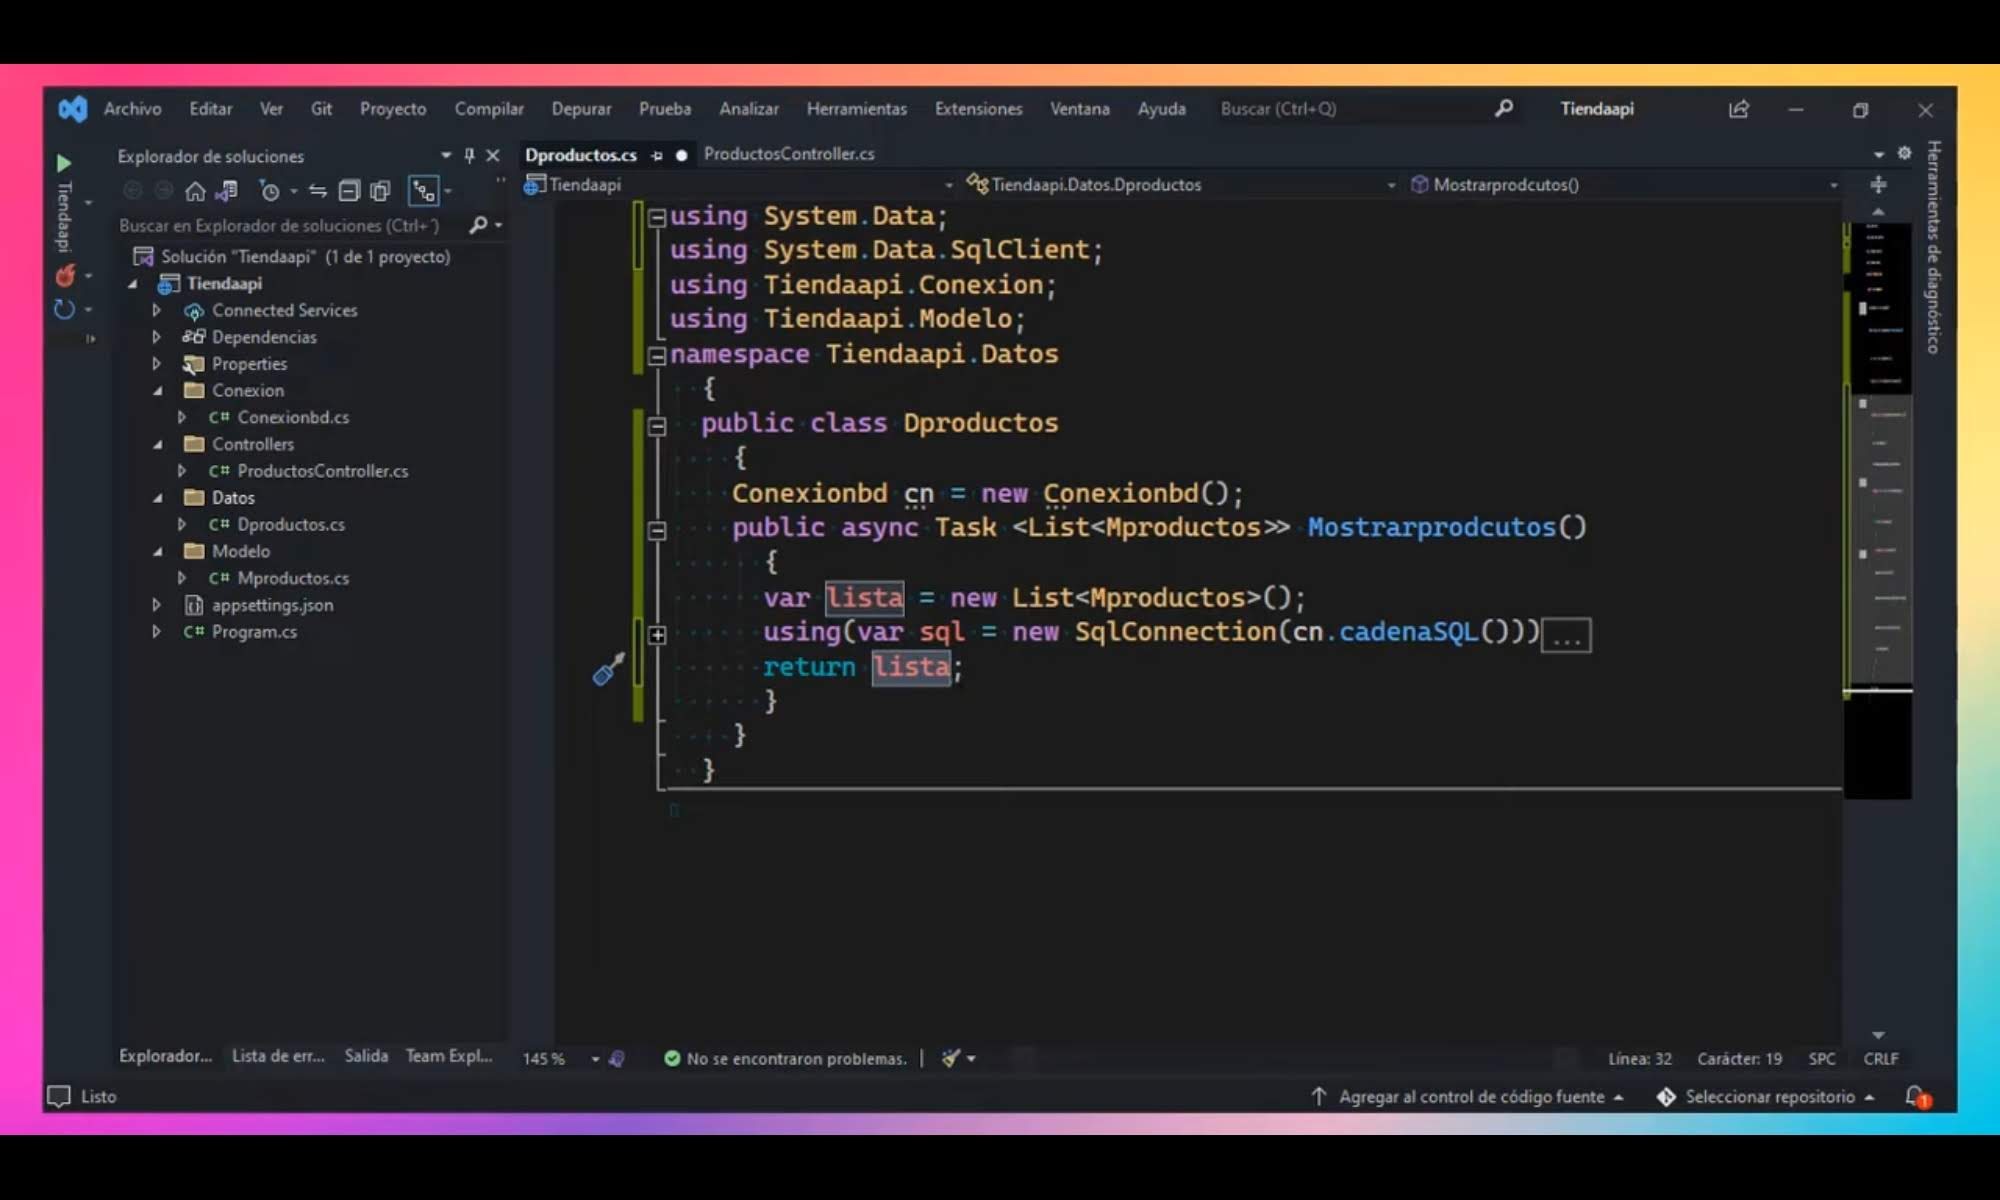 Archivo Editar Ver Git Proyecto Compilar Depurar Prueba Analizar Herramientas Extensiones Ventana Ayuda Buscar (Ctrl+Q) Tiendaapi
Tiendaapi
Explorador de soluciones
Buscar en Explorador de soluciones (Ctrl+´)
Solución "Tiendaapi" (1 de 1 proyecto)
Tiendaapi
Connected Services
Dependencias
Properties
Conexion
C# Conexionbd.cs
Controllers
C# ProductosController.cs
Datos
C# Dproductos.cs
Modelo
C# Mproductos.cs
appsettings.json
C# Program.cs
Explorador... Lista de err... Salida Team Expl...
Dproductos.cs ProductosController.cs
Tiendaapi Tiendaapi.Datos.Dproductos Mostrarprodcutos()
using System.Data;
using System.Data.SqlClient;
using Tiendaapi.Conexion;
using Tiendaapi.Modelo;
namespace Tiendaapi.Datos
{
public class Dproductos
{
Conexionbd cn = new Conexionbd();
public async Task <List<Mproductos>> Mostrarprodcutos()
{
var lista = new List<Mproductos>();
using(var sql = new SqlConnection(cn.cadenaSQL()))...
return lista;
}
}
}
145 % No se encontraron problemas. Línea: 32 Carácter: 19 SPC CRLF
Herramientas de diagnóstico
Listo Agregar al control de código fuente Seleccionar repositorio 1